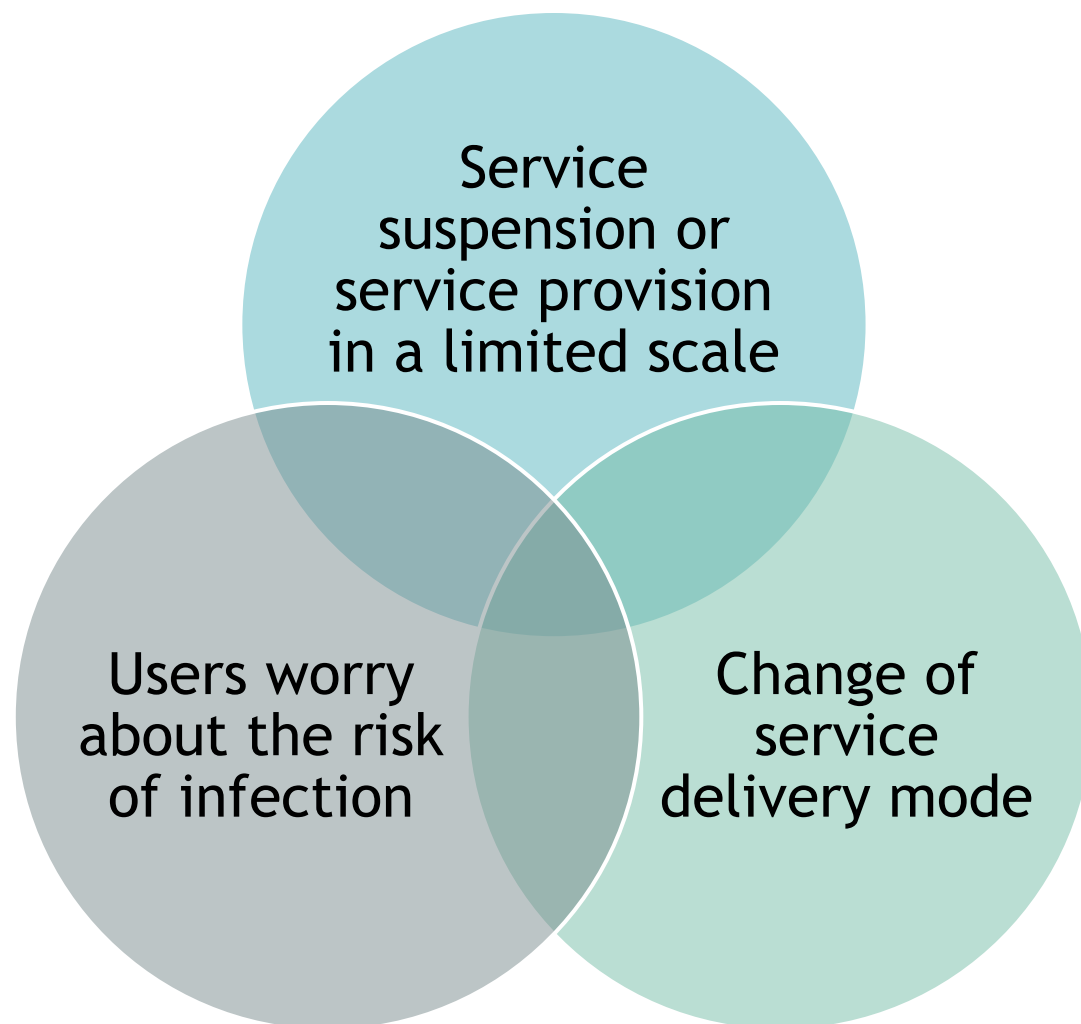 Service
suspension or
service provision
in a limited scale
Users worry
about the risk
of infection
Change of
service
delivery mode